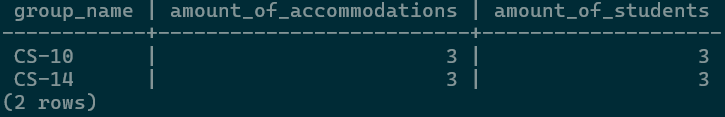 group_name | amount_of_accommodations | amount_of_students
------------+--------------------------+--------------------
 CS-10      |                        3 |                  3
 CS-14      |                        3 |                  3
(2 rows)